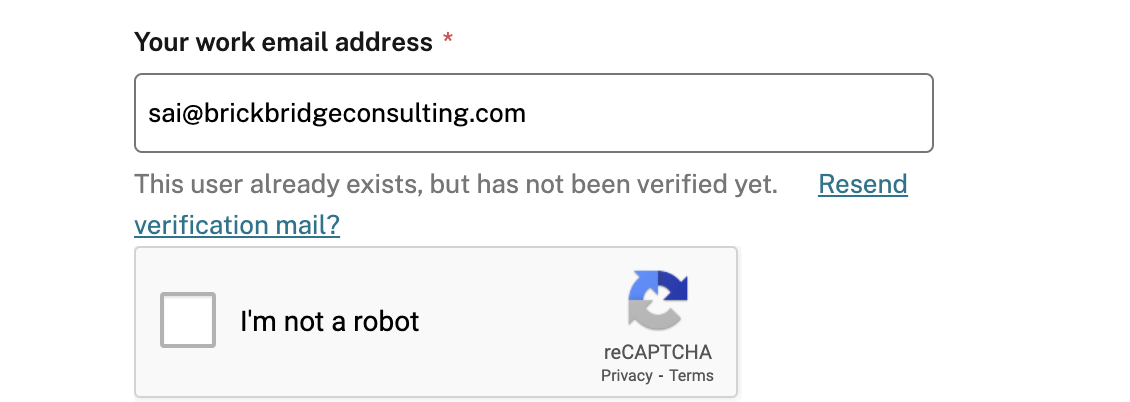 Your work email address *
sai@brickbridgeconsulting.com
This user already exists, but has not been verified yet. Resend
verification mail?
I'm not a robot
reCAPTCHA
Privacy - Terms